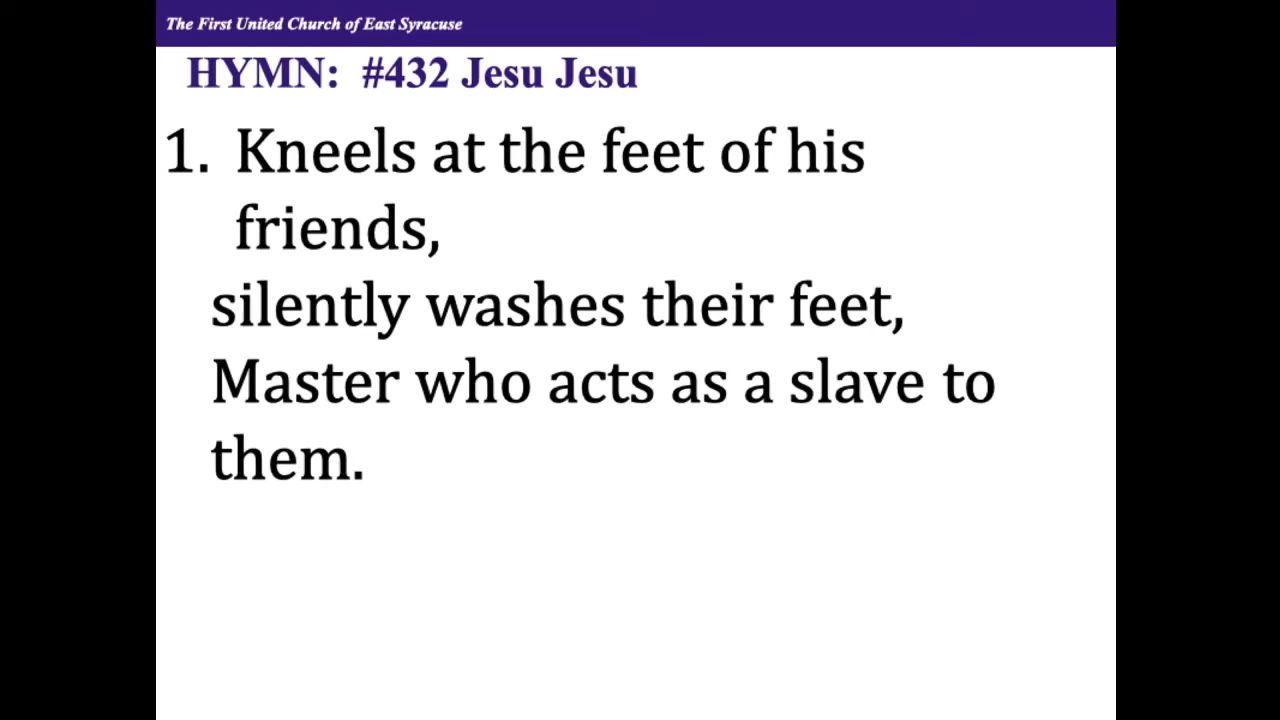 The First United Church of East Syracuse
HYMN:  #432 Jesu Jesu
1. Kneels at the feet of his
friends,
silently washes their feet,
Master who acts as a slave to
them.